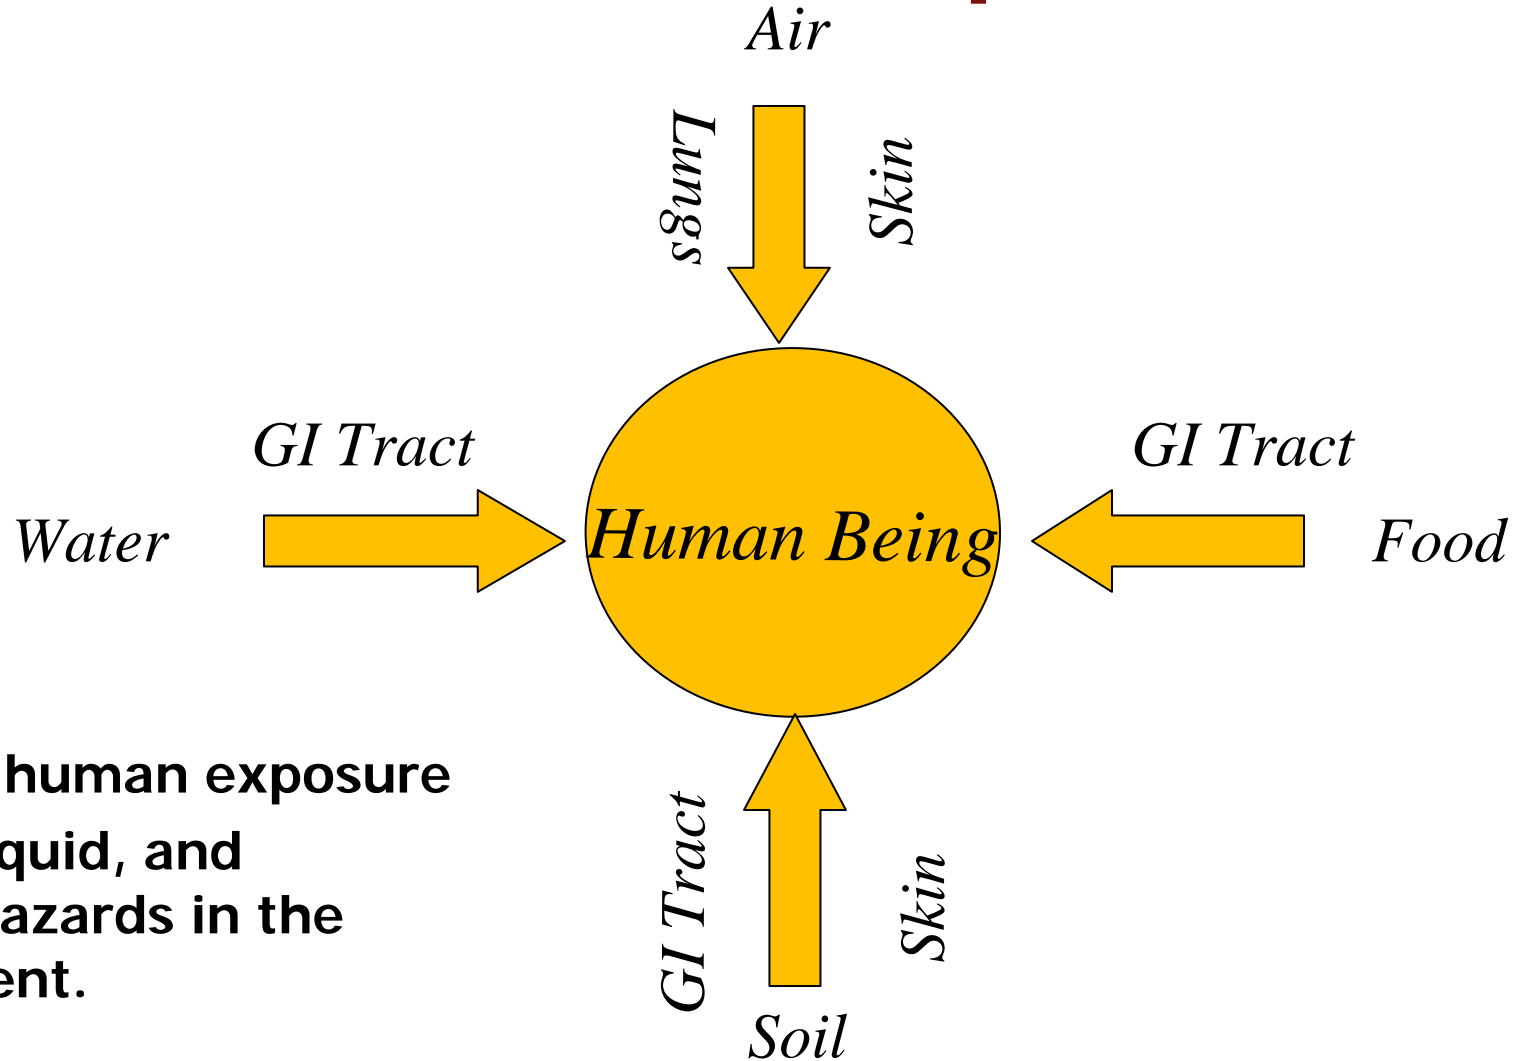 Air
Lungs
Skin
GI Tract
GI Tract
Water
Human Being
Food
human exposure
quid, and
azards in the
ent.
GI Tract
Skin
Soil